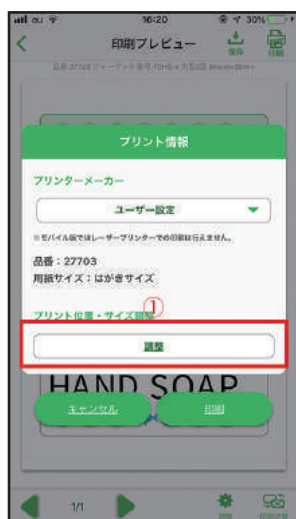 au 16:20 30%
印刷プレビュー
保存
印刷
プリント情報
プリンターメーカー
ユーザー設定
※モバイル版ではレーザープリンターでの印刷は行えません。
品番：27703
用紙サイズ：はがきサイズ
プリント位置・サイズ調整
①
調整
HAND SOAP
キャンセル
印刷
1/1